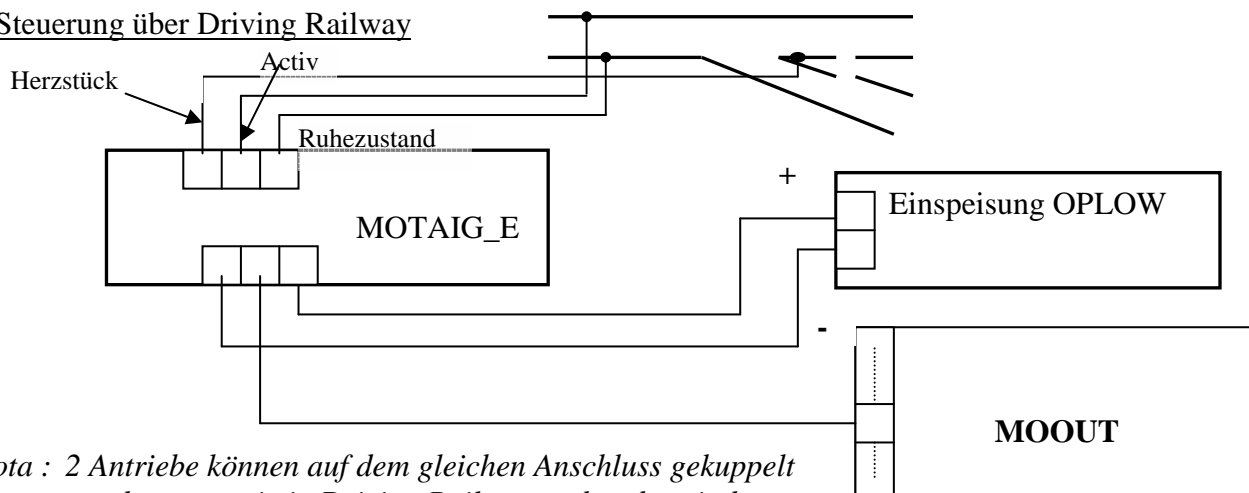 Steuerung über Driving Railway
Activ
Herzstück
Ruhezustand
+
Einspeisung OPLOW
MOTAIG_E
-
MOOUT
: 2 Antriebe können auf dem gleichen Anschluss gekuppelt